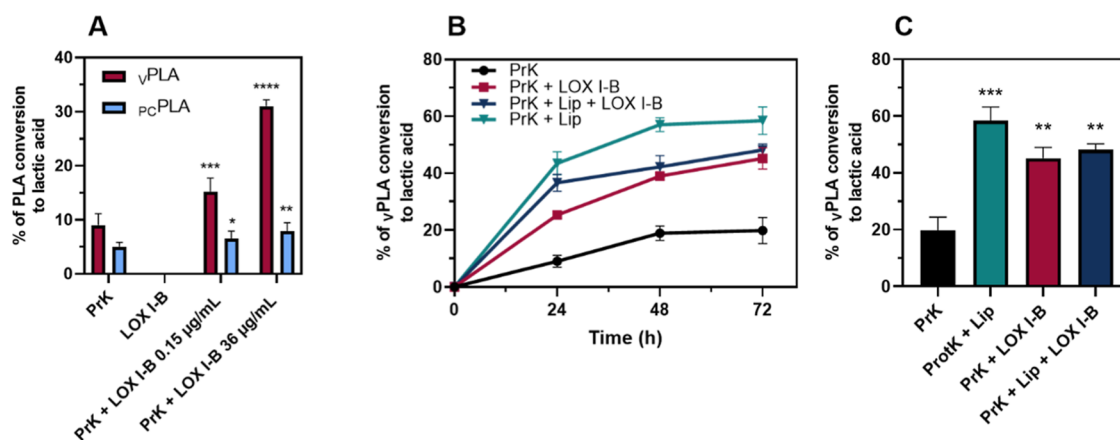 A
% of PLA conversion
to lactic acid
40
30
20
10
0
VPLA
PCPLA
***
*
****
**
PrK
LOX I-B
PrK + LOX I-B 0.15 µg/mL
PrK + LOX I-B 36 µg/mL
B
% of VPLA conversion
to lactic acid
80
60
40
20
0
PrK
PrK + LOX I-B
PrK + Lip + LOX I-B
PrK + Lip
0
24
48
72
Time (h)
C
% of VPLA conversion
to lactic acid
80
60
40
20
0
***
**
**
PrK
ProtK + Lip
PrK + LOX I-B
PrK + Lip + LOX I-B